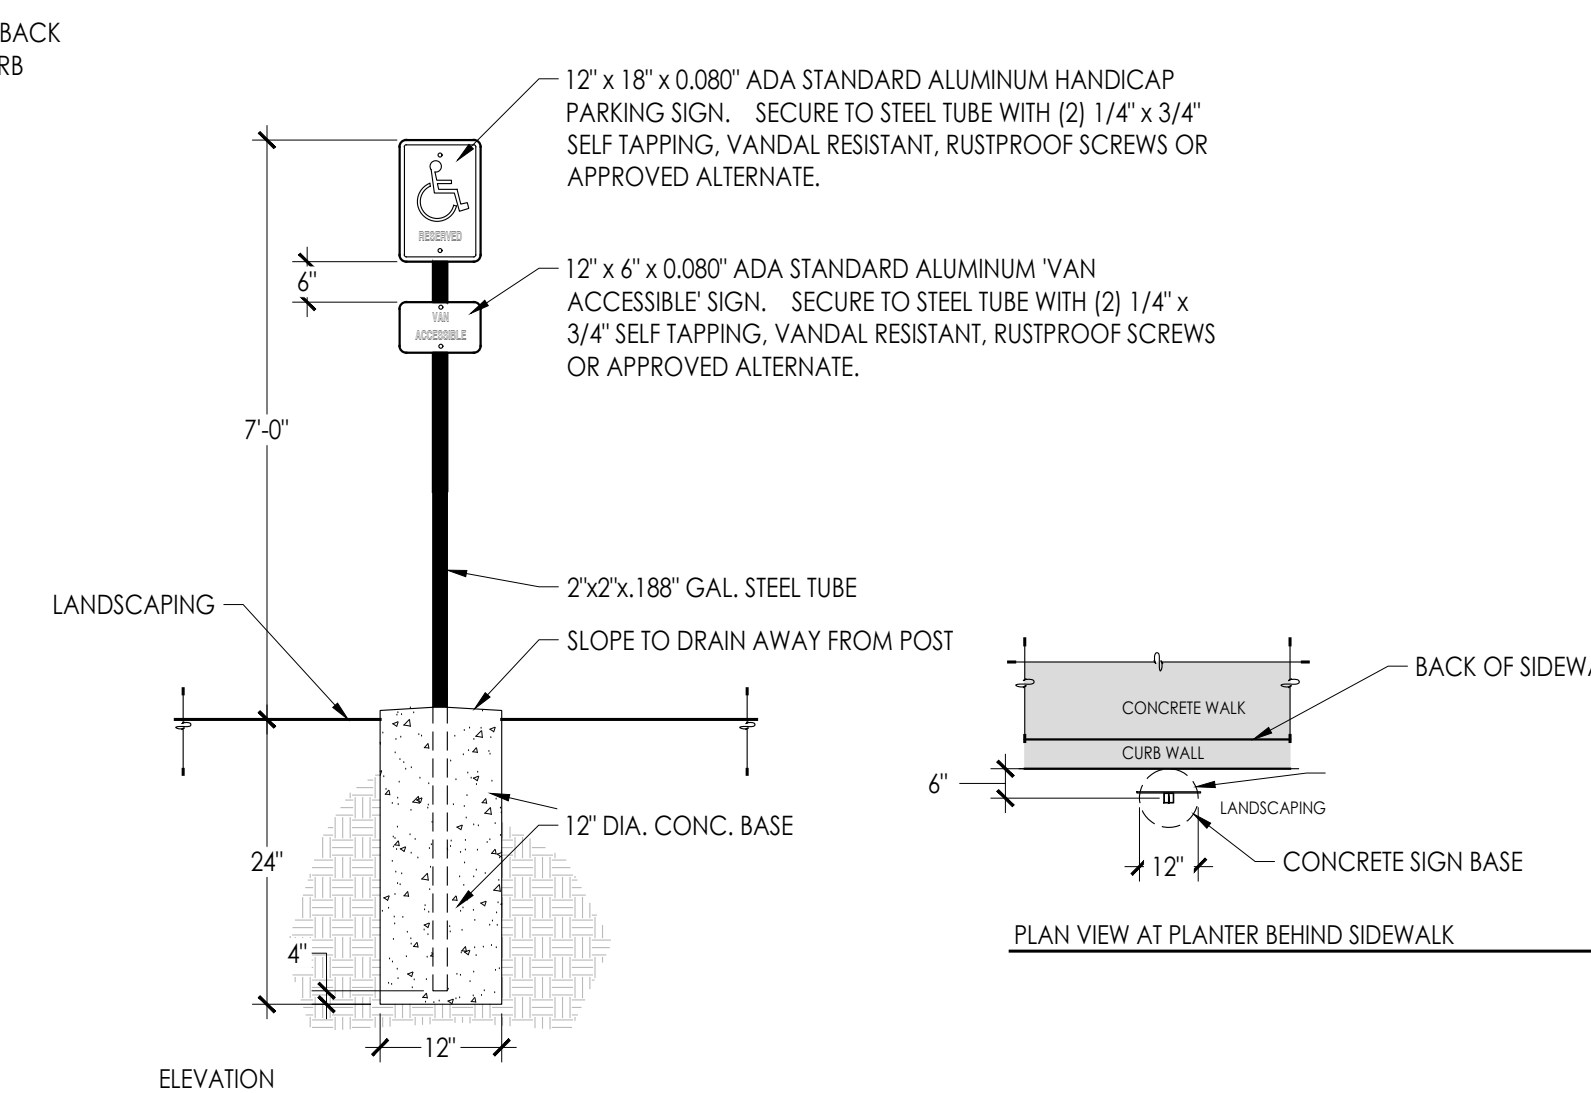 BACK
RB
12" x 18" x 0.080" ADA STANDARD ALUMINUM HANDICAP
PARKING SIGN. SECURE TO STEEL TUBE WITH (2) 1/4" x 3/4"
SELF TAPPING, VANDAL RESISTANT, RUSTPROOF SCREWS OR
APPROVED ALTERNATE.
RESERVED
6"
12" x 6" x 0.080" ADA STANDARD ALUMINUM 'VAN
ACCESSIBLE' SIGN. SECURE TO STEEL TUBE WITH (2) 1/4" x
3/4" SELF TAPPING, VANDAL RESISTANT, RUSTPROOF SCREWS
OR APPROVED ALTERNATE.
VAN
ACCESSIBLE
7'-0"
2"x2"x.188" GAL. STEEL TUBE
LANDSCAPING
SLOPE TO DRAIN AWAY FROM POST
12" DIA. CONC. BASE
24"
4"
12"
ELEVATION
BACK OF SIDEWA
CONCRETE WALK
CURB WALL
6"
LANDSCAPING
12"
CONCRETE SIGN BASE
PLAN VIEW AT PLANTER BEHIND SIDEWALK